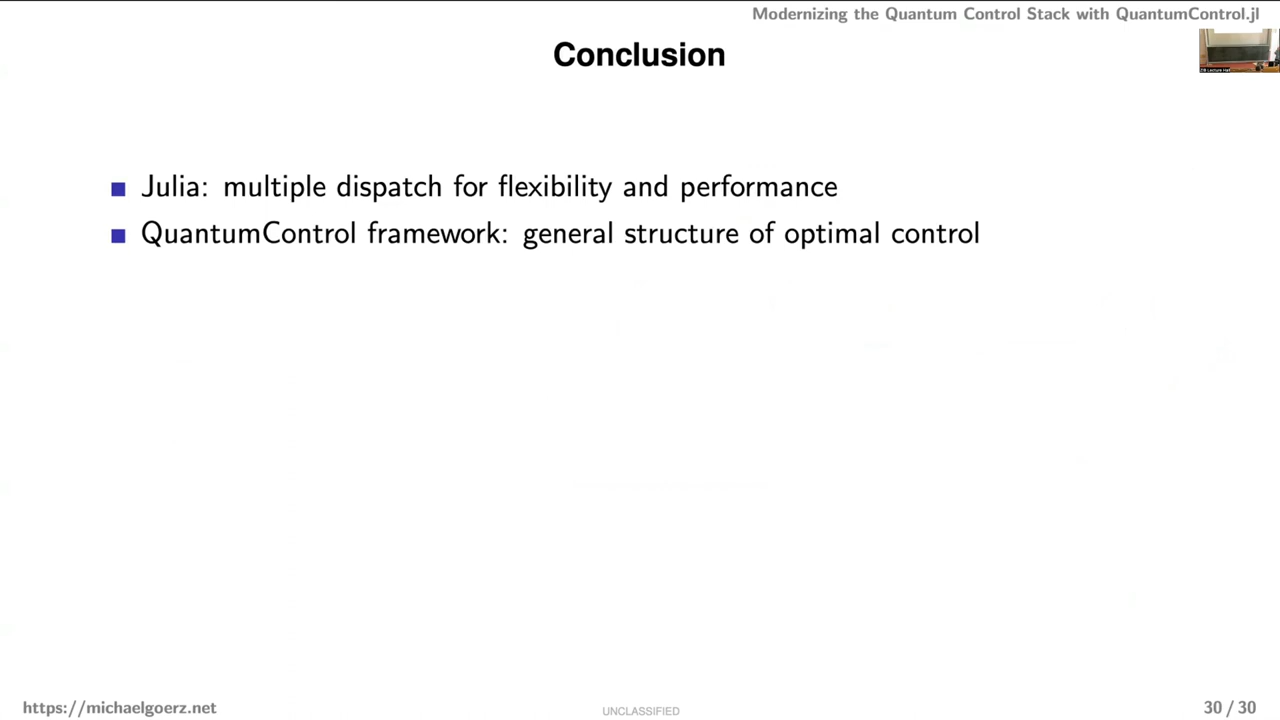 Modernizing the Quantum Control Stack with QuantumControl.jl
Conclusion
Julia: multiple dispatch for flexibility and performance
QuantumControl framework: general structure of optimal control
https://michaelgoerz.net
UNCLASSIFIED
30 / 30